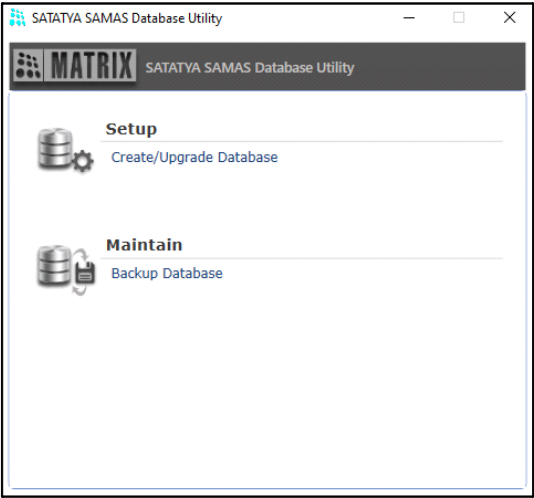 SATATYA SAMAS Database Utility
MATRIX SATATYA SAMAS Database Utility
Setup
Create/Upgrade Database
Maintain
Backup Database